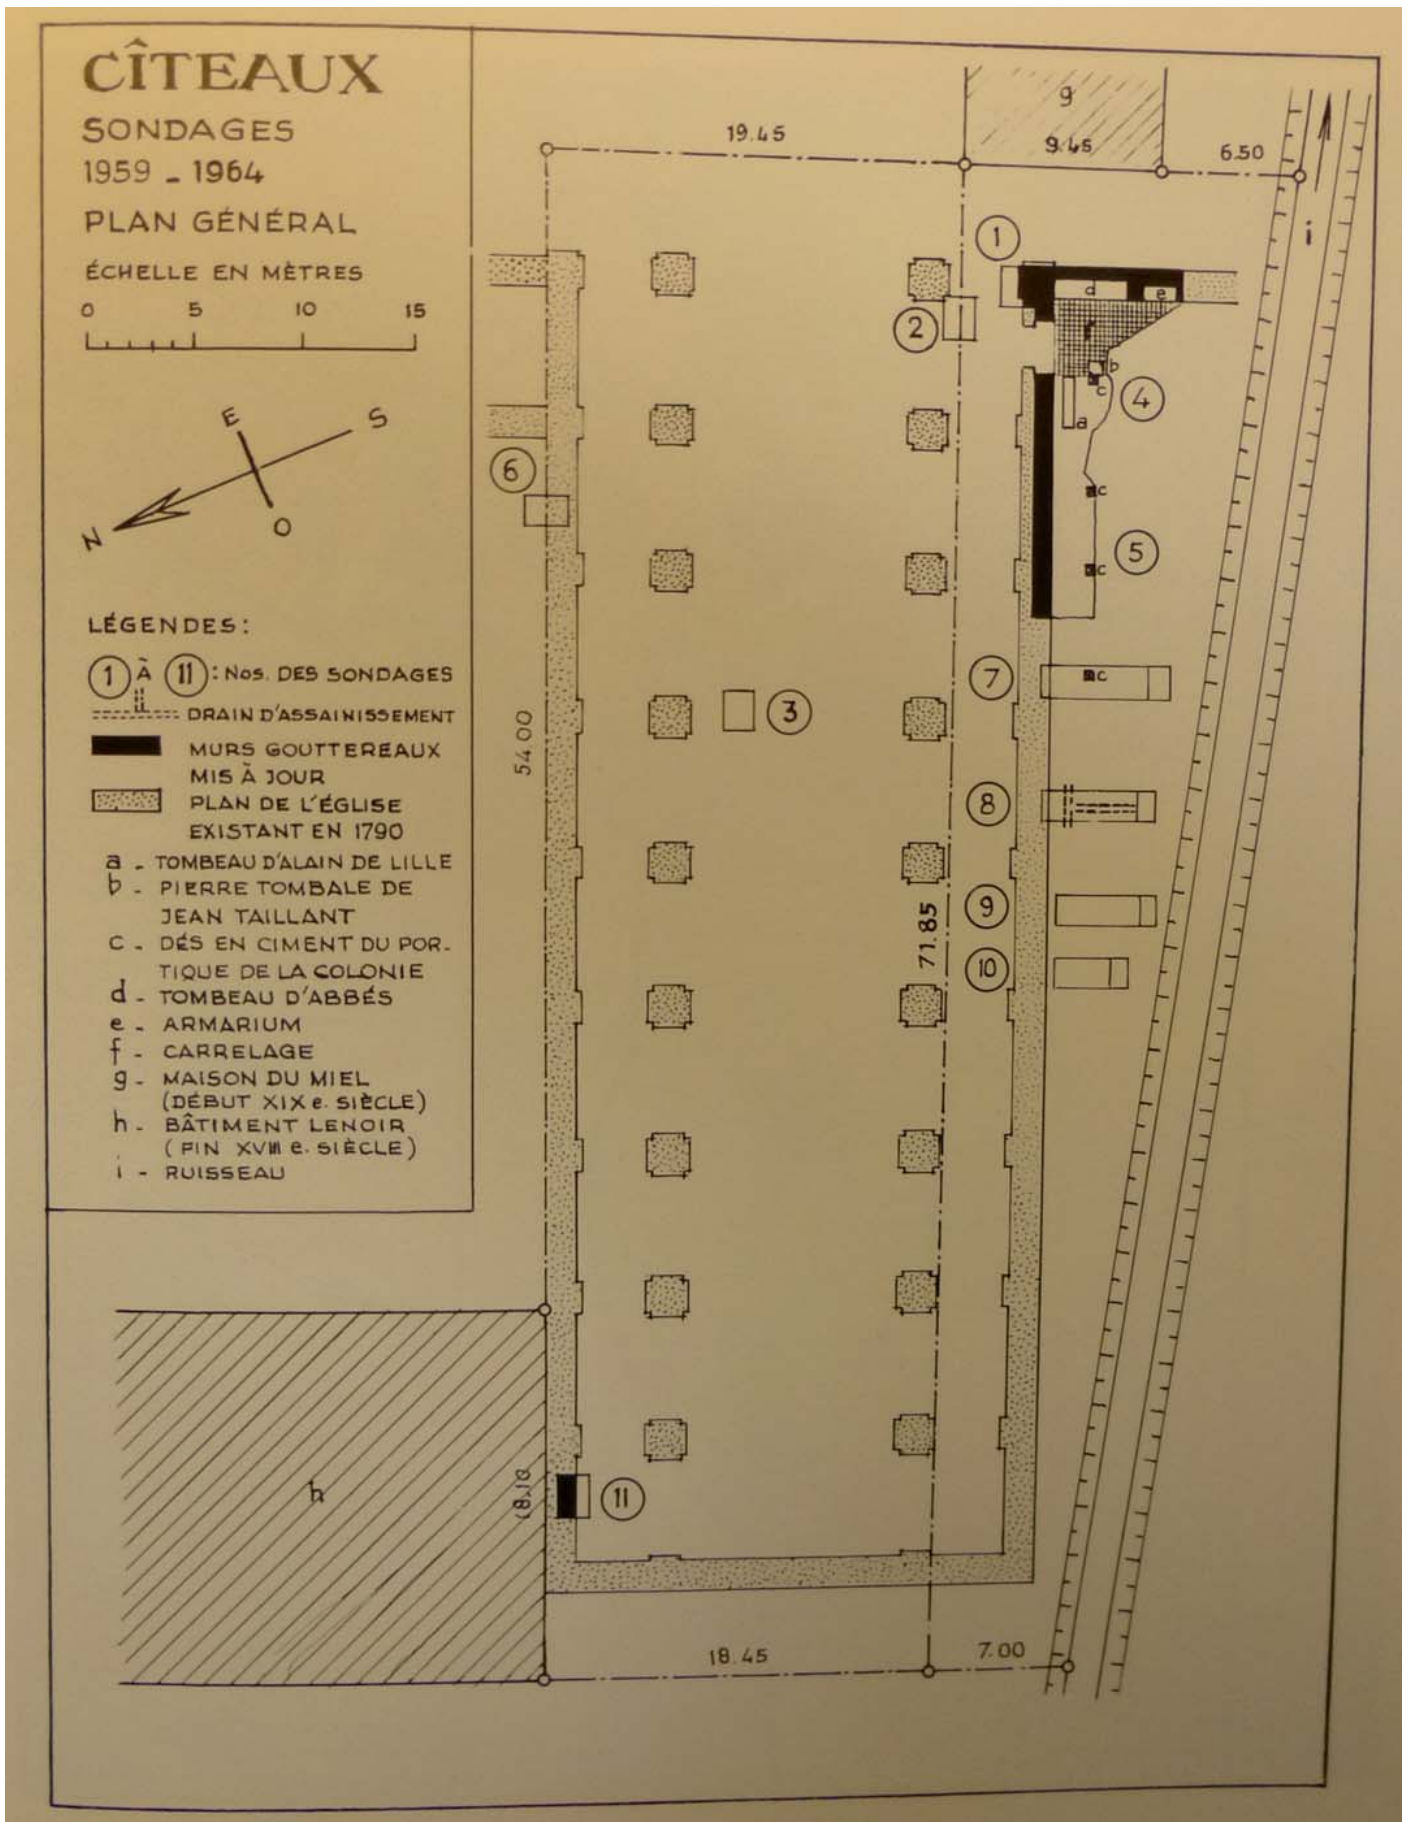 CÎTEAUX
SONDAGES
1959 - 1964
PLAN GÉNÉRAL
ÉCHELLE EN MÈTRES
0 5 10 15
E
S
N
O
LÉGENDES:
1 À 11 : Nos. DES SONDAGES
DRAIN D'ASSAINISSEMENT
MURS GOUTTEREAUX
MIS À JOUR
PLAN DE L'ÉGLISE
EXISTANT EN 1790
a - TOMBEAU D'ALAIN DE LILLE
b - PIERRE TOMBALE DE
JEAN TAILLANT
c - DÉS EN CIMENT DU POR-
TIQUE DE LA COLONIE
d - TOMBEAU D'ABBÉS
e - ARMARIUM
f - CARRELAGE
g - MAISON DU MIEL
(DÉBUT XIX e. SIÈCLE)
h - BÂTIMENT LENOIR
(FIN XVIII e. SIÈCLE)
i - RUISSEAU
19.45
g
9.45
6.50
i
1
d
e
2
f
b
c
4
a
6
c
5
c
7
c
3
54.00
8
9
71.85
10
h
18.10
11
18.45
7.00